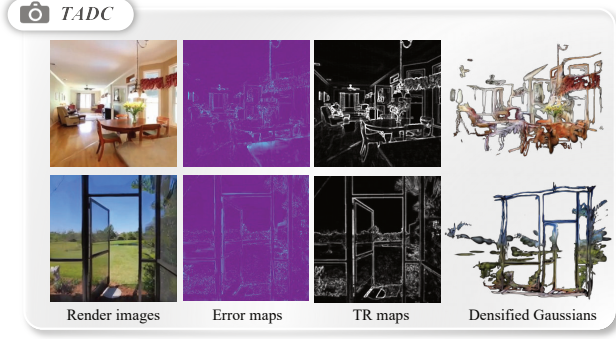 TADC
Render images
Error maps
TR maps
Densified Gaussians